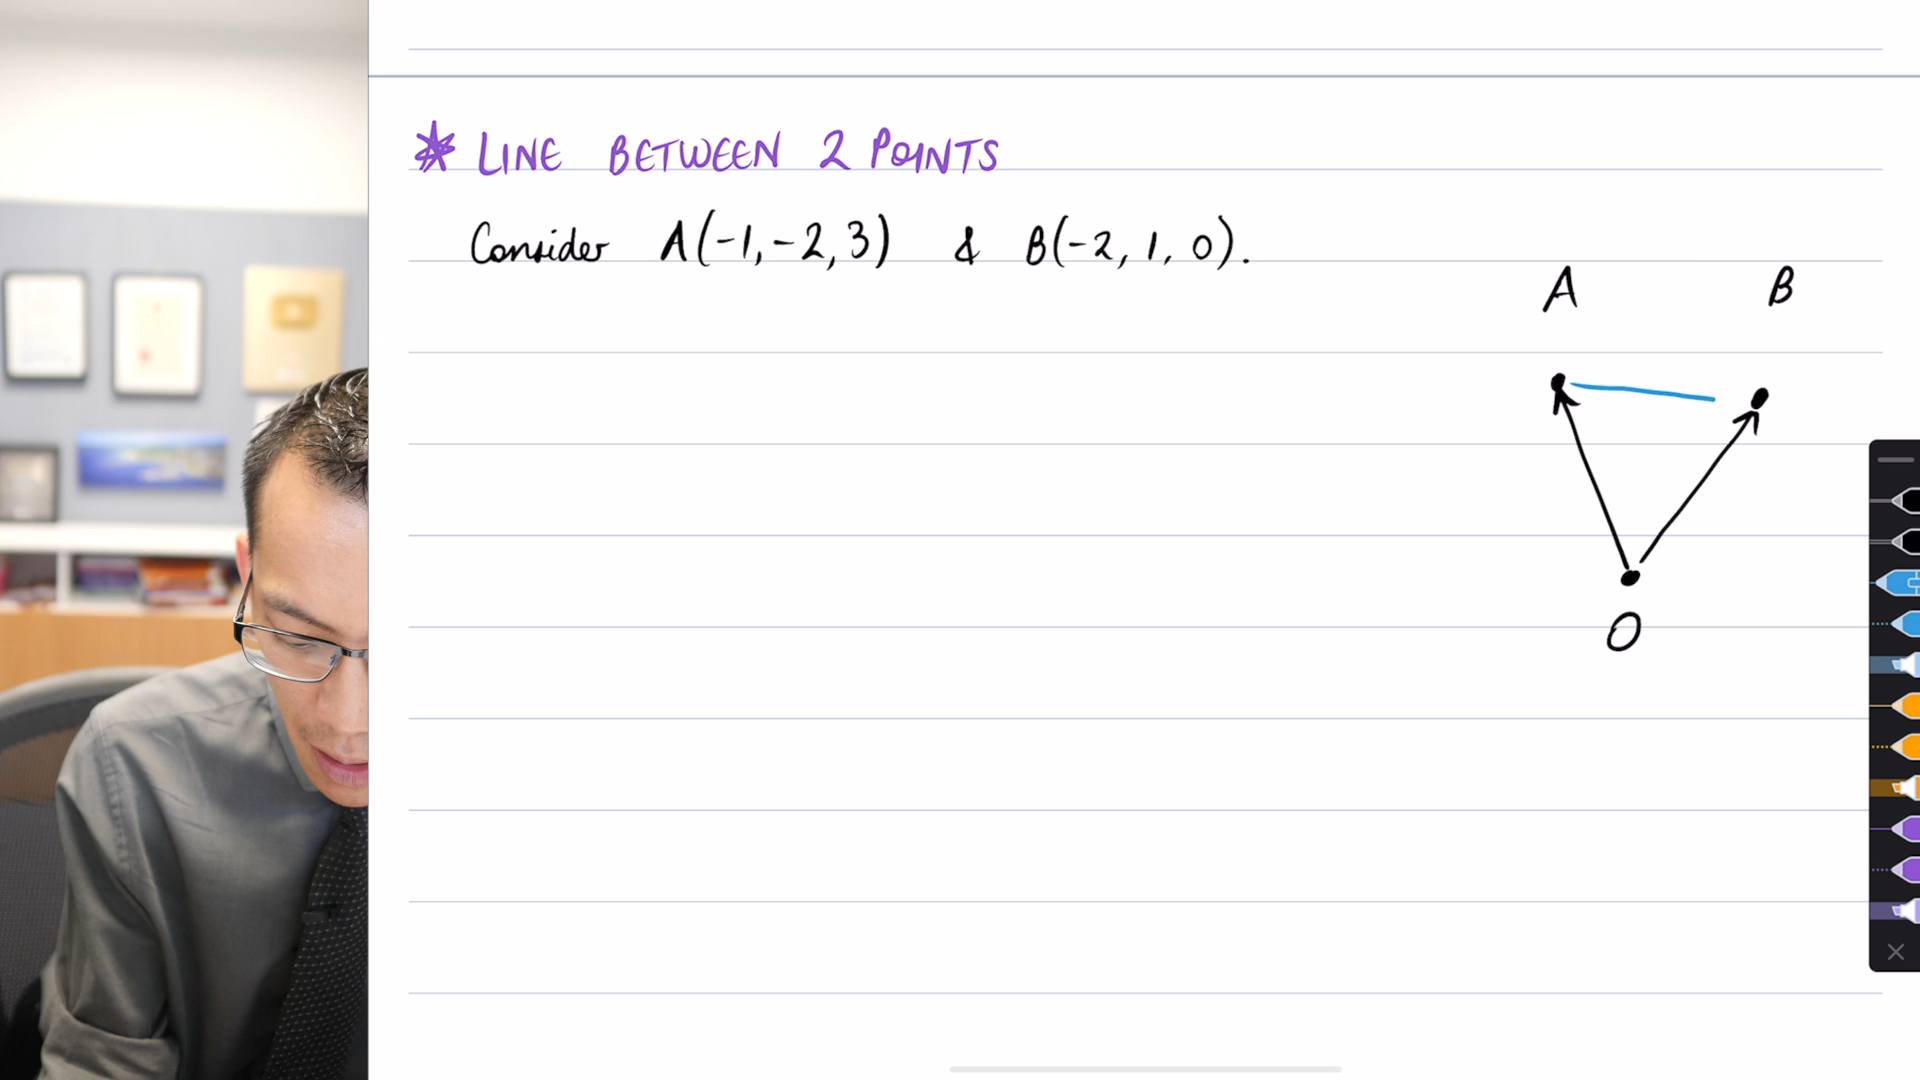 * LINE BETWEEN 2 POINTS
Consider A(-1,-2,3) & B(-2, 1, 0).
A B
O